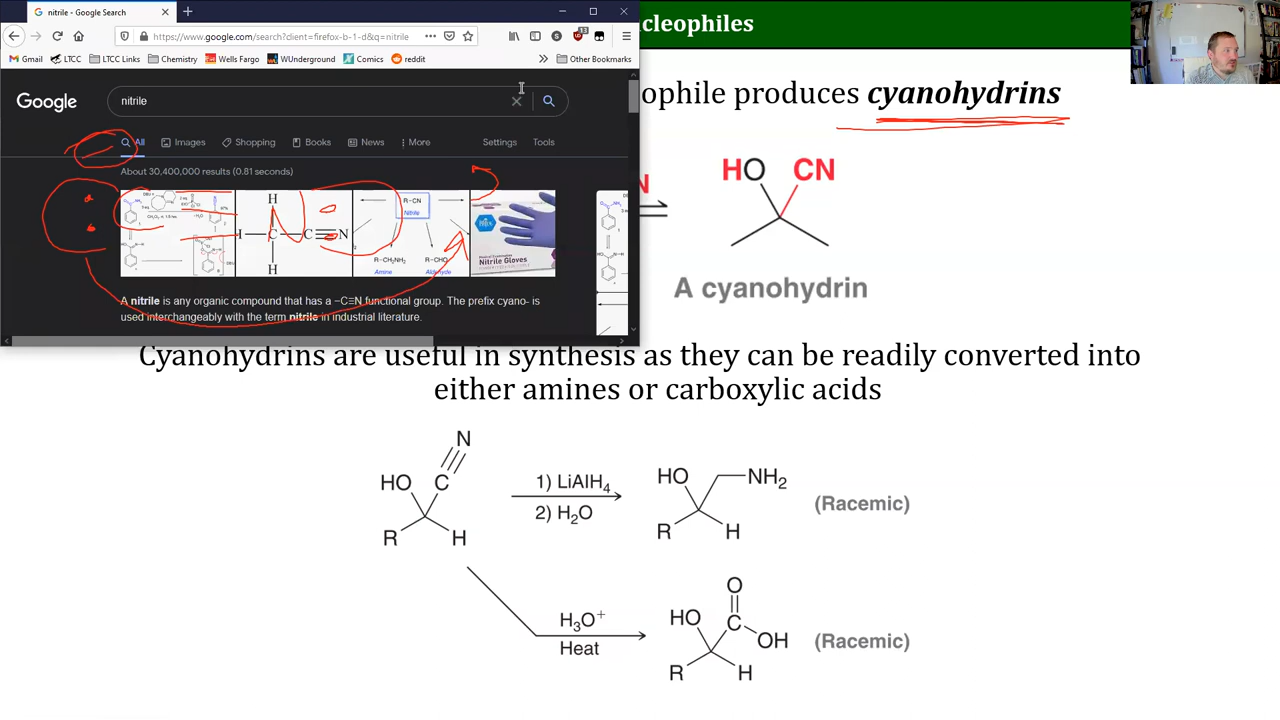 nitrile - Google Search
https://www.google.com/search?client=firefox-b-1-d&q=nitrile
13
Gmail LTCC LTCC Links Chemistry Wells Fargo WUnderground Comics reddit Other Bookmarks
Google nitrile
All Images Shopping Books News More Settings Tools
About 30,400,000 results (0.81 seconds)
H
H C C N
H
R-CN
Nitrile
R-CH₂NH₂ R-CHO
Amine Aldehyde
Nitrile Gloves
A nitrile is any organic compound that has a −C≡N functional group. The prefix cyano- is
used interchangeably with the term nitrile in industrial literature.
cleophiles
ophile produces cyanohydrins
N
HO CN
A cyanohydrin
Cyanohydrins are useful in synthesis as they can be readily converted into
either amines or carboxylic acids
N
HO C
R H
1) LiAlH₄
2) H₂O
HO NH₂
R H
(Racemic)
H₃O⁺
Heat
O
HO C
OH
R H
(Racemic)